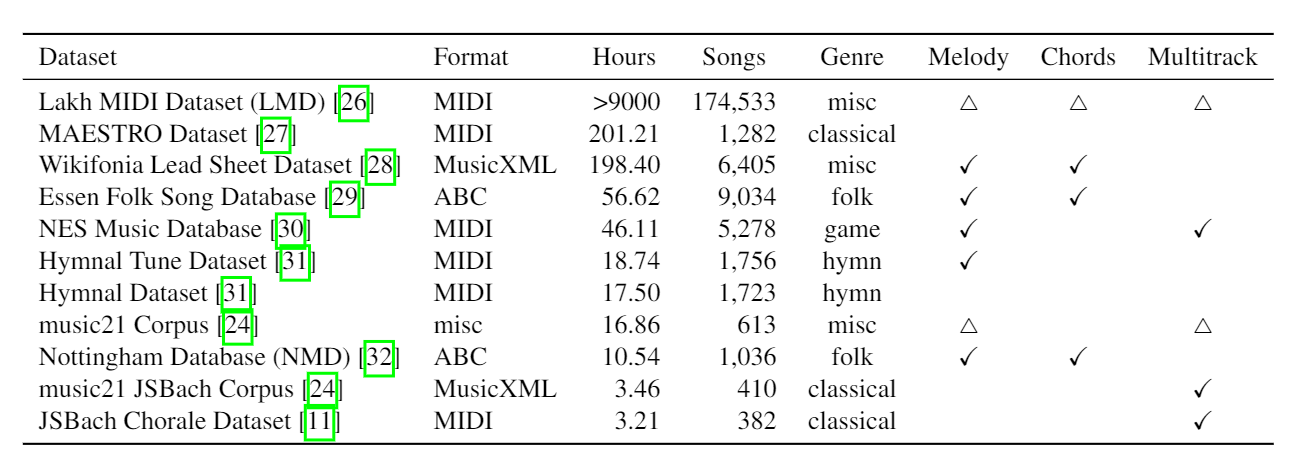 Dataset Format Hours Songs Genre Melody Chords Multitrack
Lakh MIDI Dataset (LMD) [26] MIDI >9000 174,533 misc △ △ △
MAESTRO Dataset [27] MIDI 201.21 1,282 classical
Wikifonia Lead Sheet Dataset [28] MusicXML 198.40 6,405 misc ✓ ✓
Essen Folk Song Database [29] ABC 56.62 9,034 folk ✓ ✓
NES Music Database [30] MIDI 46.11 5,278 game ✓ ✓
Hymnal Tune Dataset [31] MIDI 18.74 1,756 hymn ✓
Hymnal Dataset [31] MIDI 17.50 1,723 hymn
music21 Corpus [24] misc 16.86 613 misc △ △
Nottingham Database (NMD) [32] ABC 10.54 1,036 folk ✓ ✓
music21 JSBach Corpus [24] MusicXML 3.46 410 classical ✓
JSBach Chorale Dataset [11] MIDI 3.21 382 classical ✓